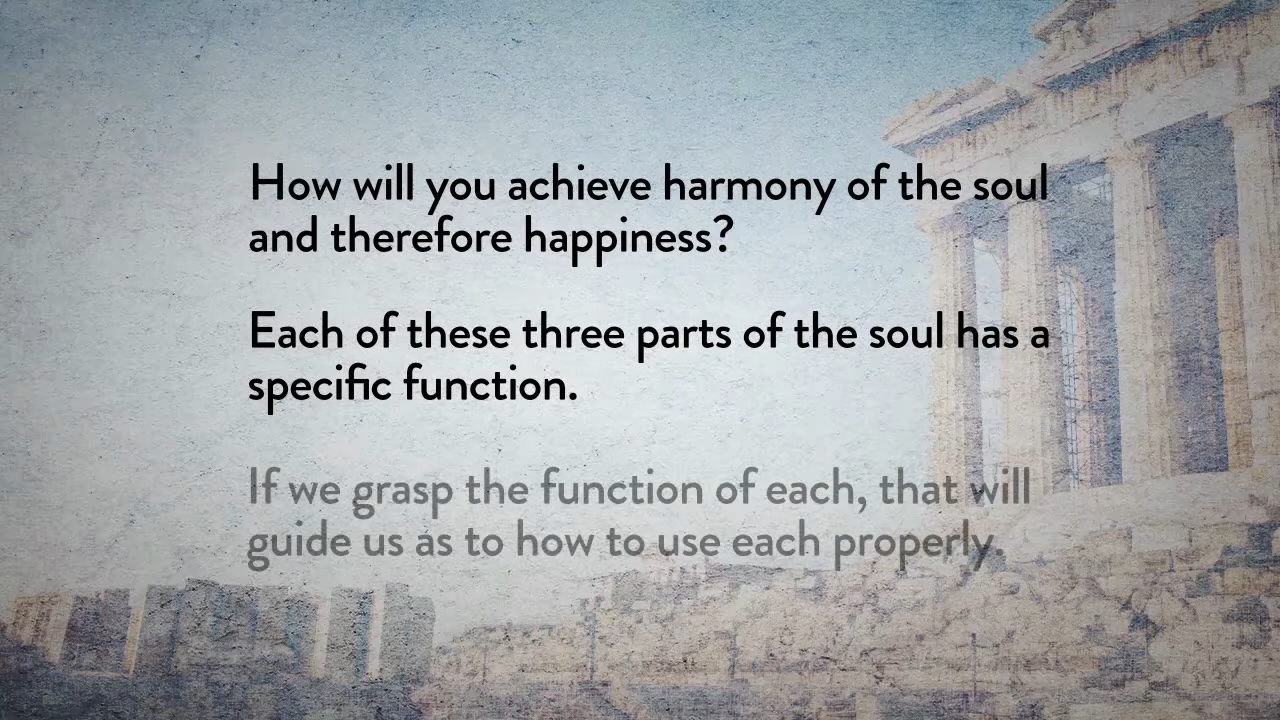 How will you achieve harmony of the soul
and therefore happiness?
Each of these three parts of the soul has a
specific function.
If we grasp the function of each, that will
guide us as to how to use each properly.